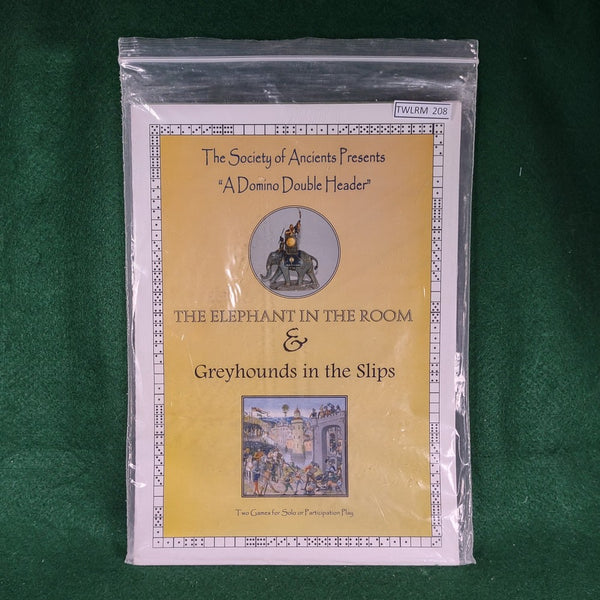 TWLRM 208
The Society of Ancients Presents
"A Domino Double Header"
THE ELEPHANT IN THE ROOM
&
Greyhounds in the Slips
Two Games for Solo or Participation Play